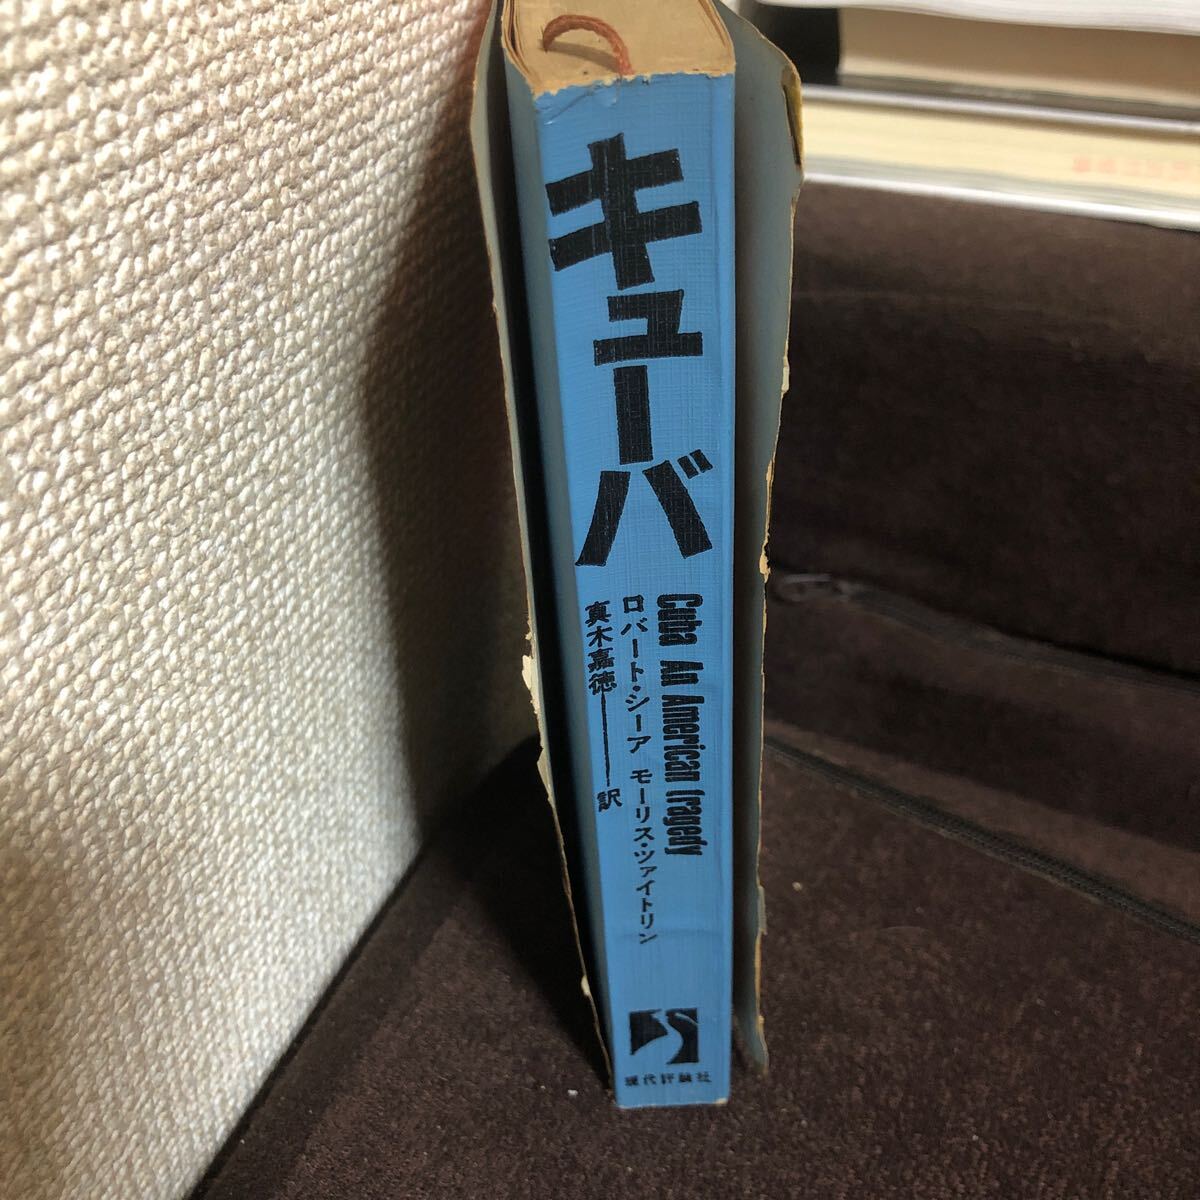 キューバ
Cuba An American tragedy
ロバート・シーア モーリス・ツァイトリン
真木嘉徳――訳
現代評論社